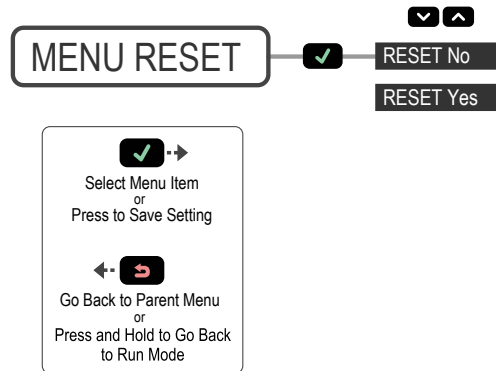 MENU RESET
RESET No
RESET Yes
Select Menu Item
or
Press to Save Setting
Go Back to Parent Menu
or
Press and Hold to Go Back
to Run Mode